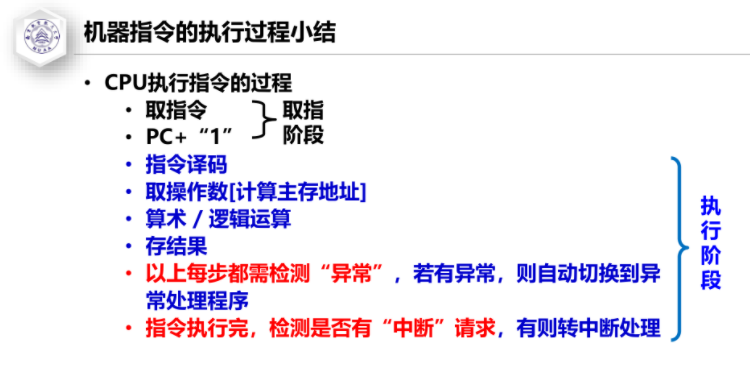 机器指令的执行过程小结
• CPU执行指令的过程
• 取指令
• PC+“1”
取指
阶段
• 指令译码
• 取操作数[计算主存地址]
• 算术 / 逻辑运算
• 存结果
• 以上每步都需检测“异常”，若有异常，则自动切换到异
常处理程序
• 指令执行完，检测是否有“中断”请求，有则转中断处理
执
行
阶
段